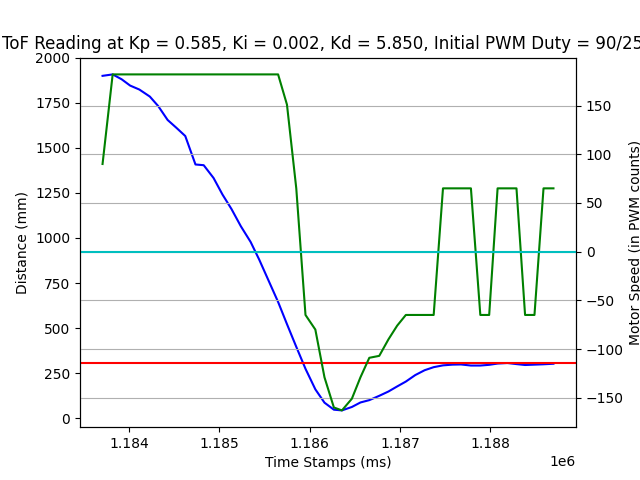 ToF Reading at Kp = 0.585, Ki = 0.002, Kd = 5.850, Initial PWM Duty = 90/25
2000
1750
1500
1250
1000
750
500
250
0
Distance (mm)
150
100
50
0
−50
−100
−150
Motor Speed (in PWM counts)
1.184 1.185 1.186 1.187 1.188
1e6
Time Stamps (ms)